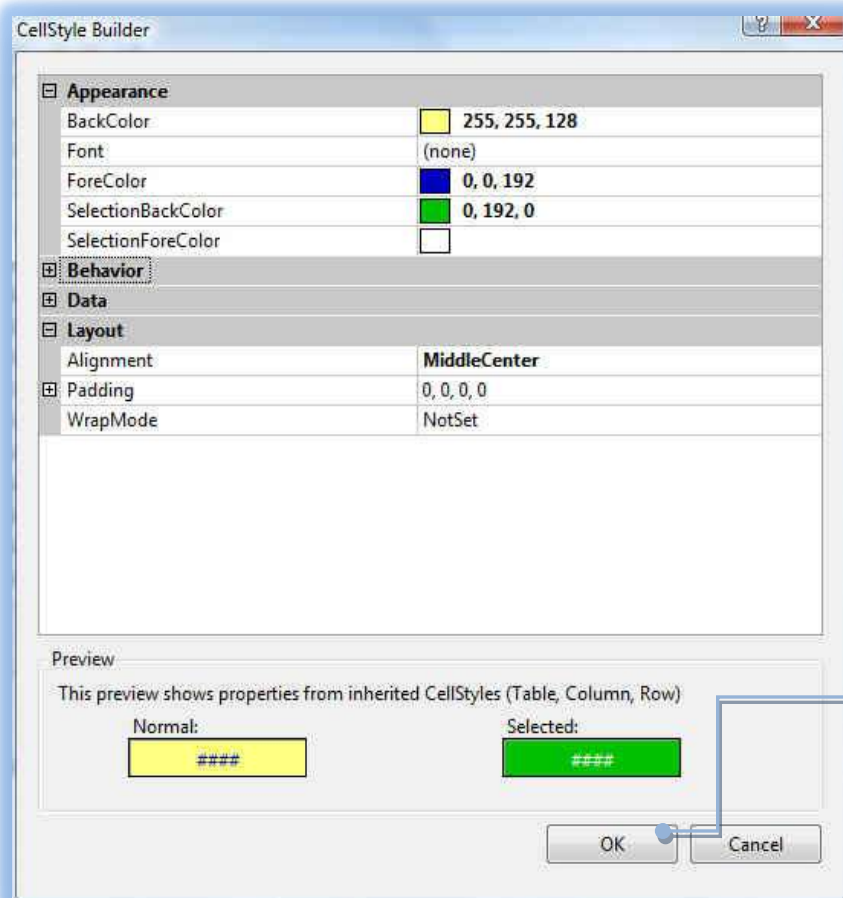 CellStyle Builder
Appearance
BackColor 255, 255, 128
Font (none)
ForeColor 0, 0, 192
SelectionBackColor 0, 192, 0
SelectionForeColor
Behavior
Data
Layout
Alignment MiddleCenter
Padding 0, 0, 0, 0
WrapMode NotSet
Preview
This preview shows properties from inherited CellStyles (Table, Column, Row)
Normal: Selected:
#### ####
OK Cancel